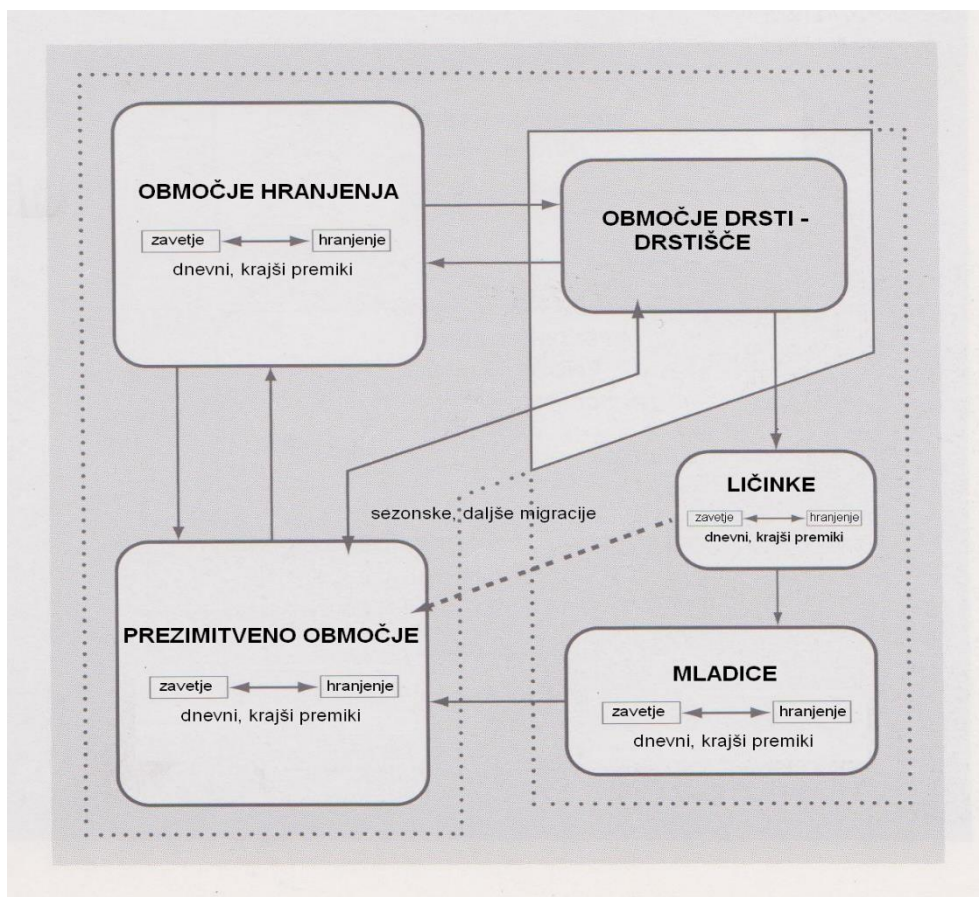 OBMOČJE HRANJENJA
zavetje hranjenje
dnevni, krajši premiki
OBMOČJE DRSTI -
DRSTIŠČE
LIČINKE
zavetje hranjenje
dnevni, krajši premiki
sezonske, daljše migracije
PREZIMITVENO OBMOČJE
zavetje hranjenje
dnevni, krajši premiki
MLADICE
zavetje hranjenje
dnevni, krajši premiki